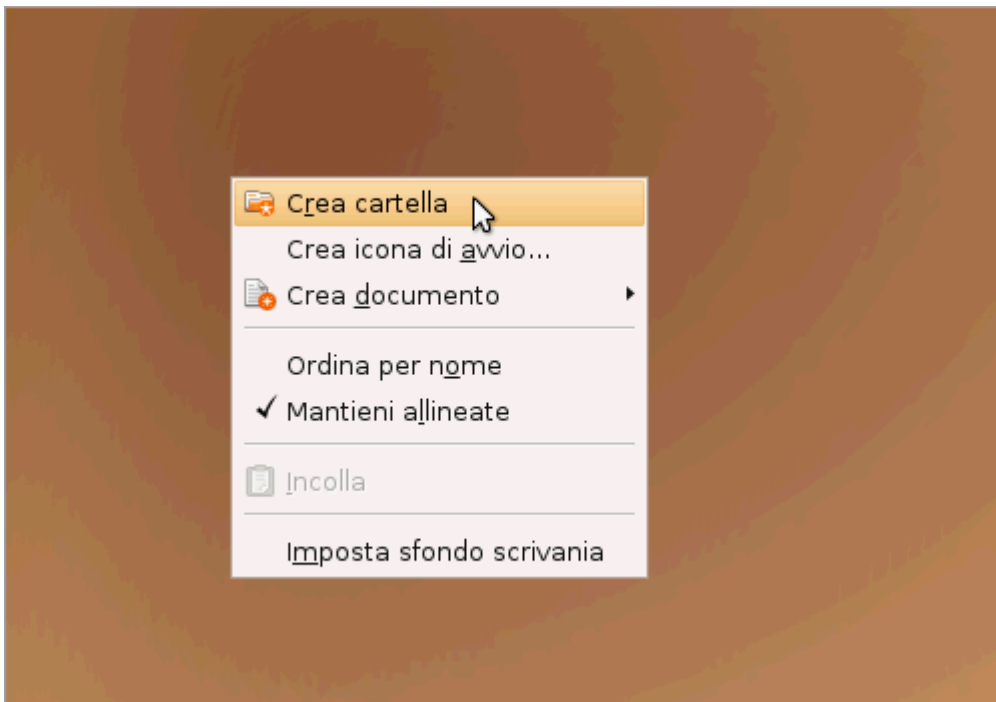 Crea cartella
Crea icona di avvio...
Crea documento
Ordina per nome
Mantieni allineate
Incolla
Imposta sfondo scrivania